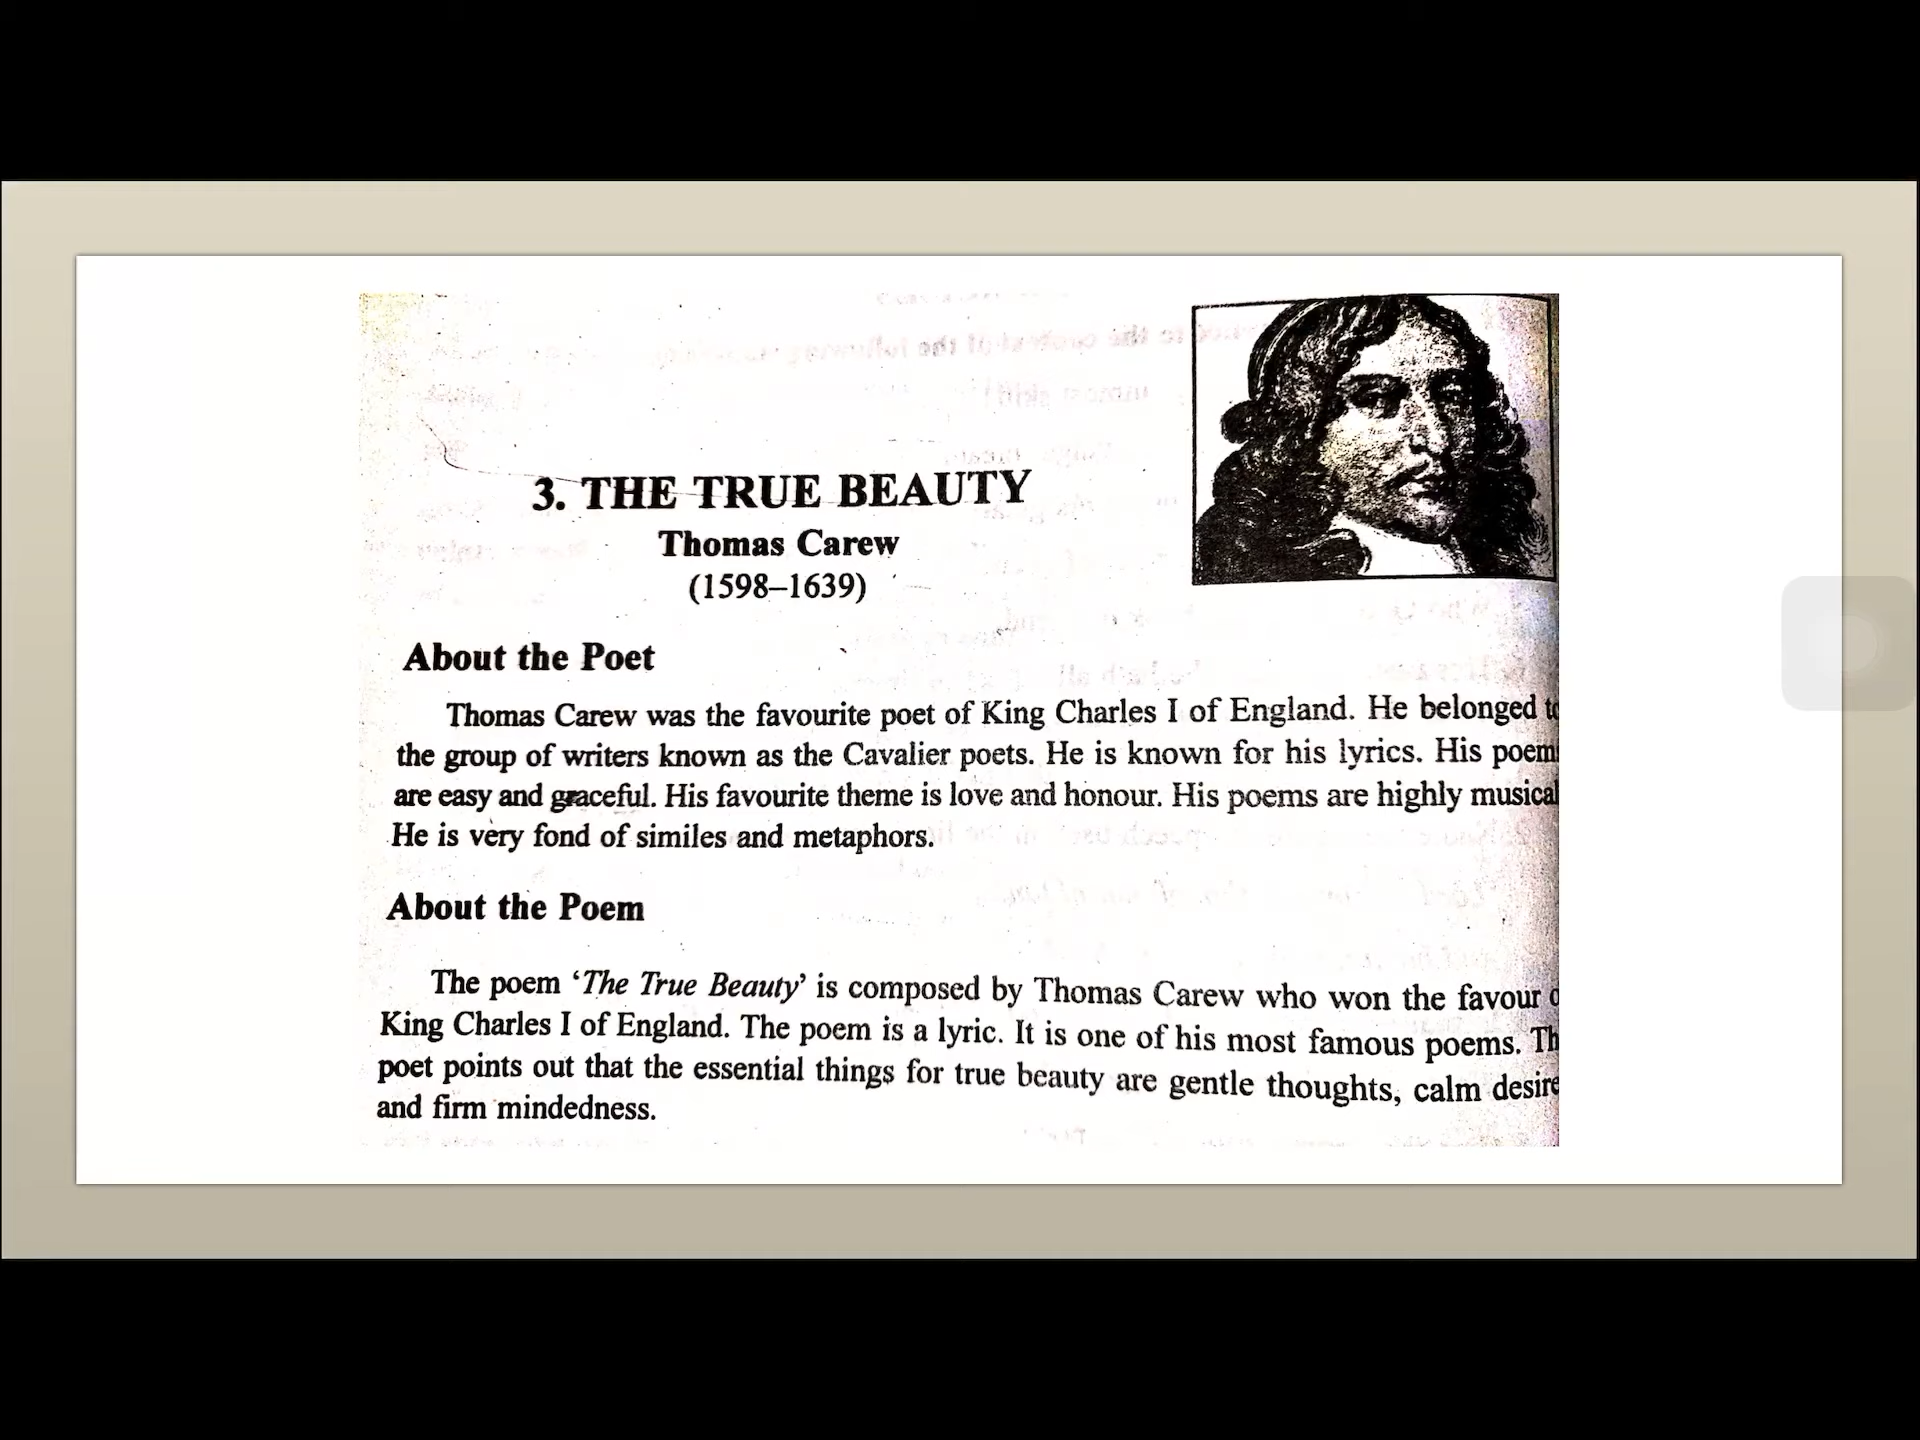 3. THE TRUE BEAUTY
Thomas Carew
(1598–1639)
About the Poet
Thomas Carew was the favourite poet of King Charles I of England. He belonged to
the group of writers known as the Cavalier poets. He is known for his lyrics. His poems
are easy and graceful. His favourite theme is love and honour. His poems are highly musical
He is very fond of similes and metaphors.
About the Poem
The poem ‘The True Beauty’ is composed by Thomas Carew who won the favour
King Charles I of England. The poem is a lyric. It is one of his most famous poems. Th
poet points out that the essential things for true beauty are gentle thoughts, calm desire
and firm mindedness.